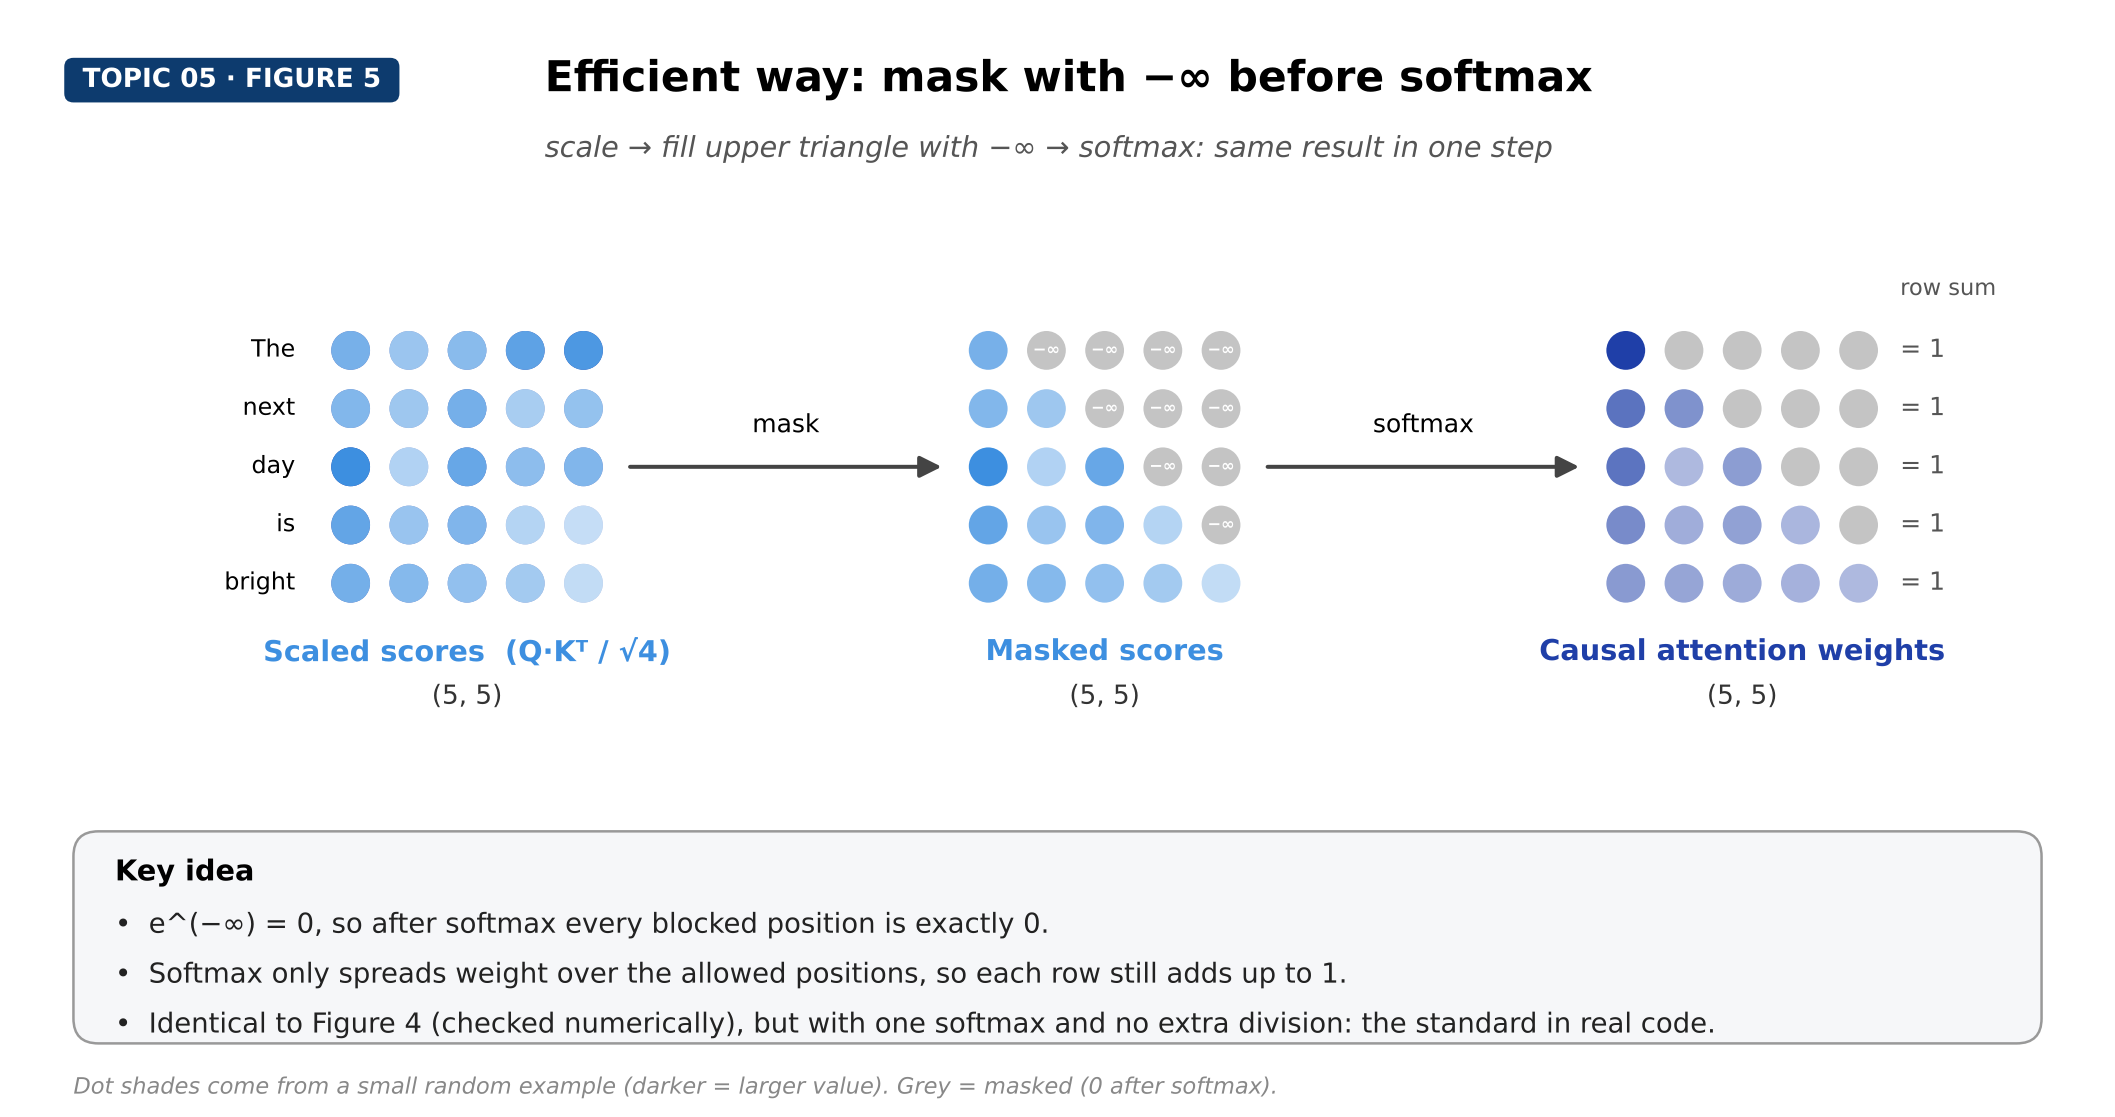 TOPIC 05 · FIGURE 5
Efficient way: mask with −∞ before softmax
scale → fill upper triangle with −∞ → softmax: same result in one step
row sum
The −∞ −∞ −∞ −∞ = 1
next −∞ −∞ −∞ = 1
mask softmax
day −∞ −∞ = 1
is −∞ = 1
bright = 1
Scaled scores (Q·Kᵀ / √4) Masked scores Causal attention weights
(5, 5) (5, 5) (5, 5)
Key idea
• e^(−∞) = 0, so after softmax every blocked position is exactly 0.
• Softmax only spreads weight over the allowed positions, so each row still adds up to 1.
• Identical to Figure 4 (checked numerically), but with one softmax and no extra division: the standard in real code.
Dot shades come from a small random example (darker = larger value). Grey = masked (0 after softmax).